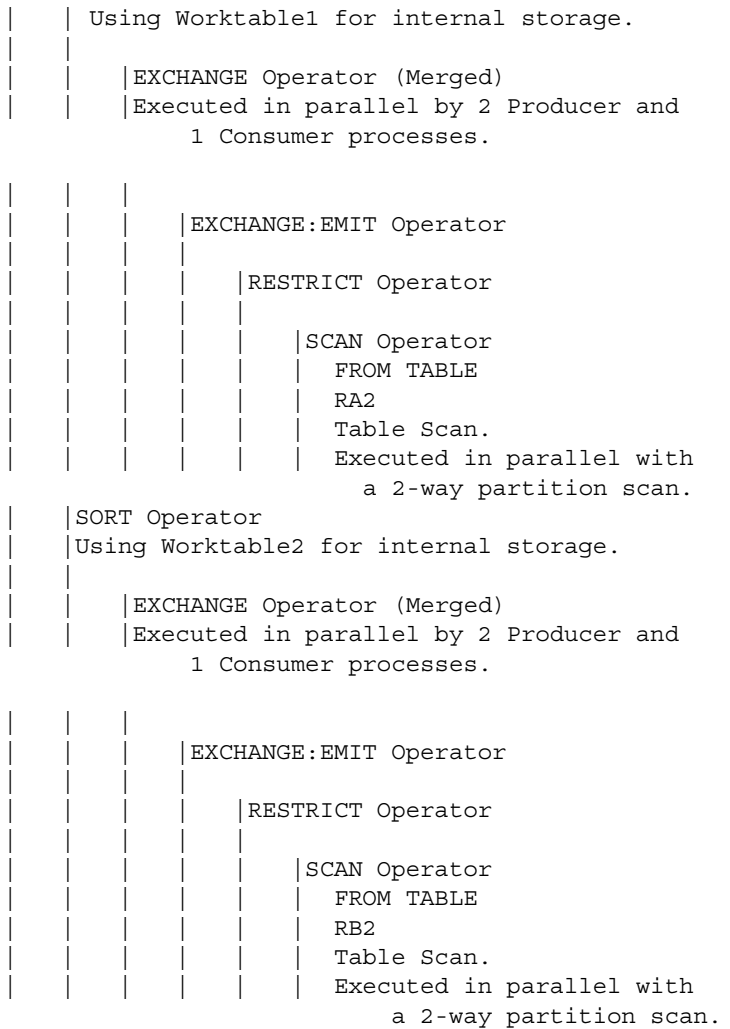 |   | Using Worktable1 for internal storage.
|   |
|   |   |EXCHANGE Operator (Merged)
|   |   |Executed in parallel by 2 Producer and
1 Consumer processes.
|   |   |
|   |   |   |EXCHANGE:EMIT Operator
|   |   |   |
|   |   |   |   |RESTRICT Operator
|   |   |   |   |
|   |   |   |   |   |SCAN Operator
|   |   |   |   |   |  FROM TABLE
|   |   |   |   |   |  RA2
|   |   |   |   |   |  Table Scan.
|   |   |   |   |   |  Executed in parallel with
a 2-way partition scan.
|   |SORT Operator
|   |Using Worktable2 for internal storage.
|   |
|   |   |EXCHANGE Operator (Merged)
|   |   |Executed in parallel by 2 Producer and
1 Consumer processes.
|   |   |
|   |   |   |EXCHANGE:EMIT Operator
|   |   |   |
|   |   |   |   |RESTRICT Operator
|   |   |   |   |
|   |   |   |   |   |SCAN Operator
|   |   |   |   |   |  FROM TABLE
|   |   |   |   |   |  RB2
|   |   |   |   |   |  Table Scan.
|   |   |   |   |   |  Executed in parallel with
a 2-way partition scan.